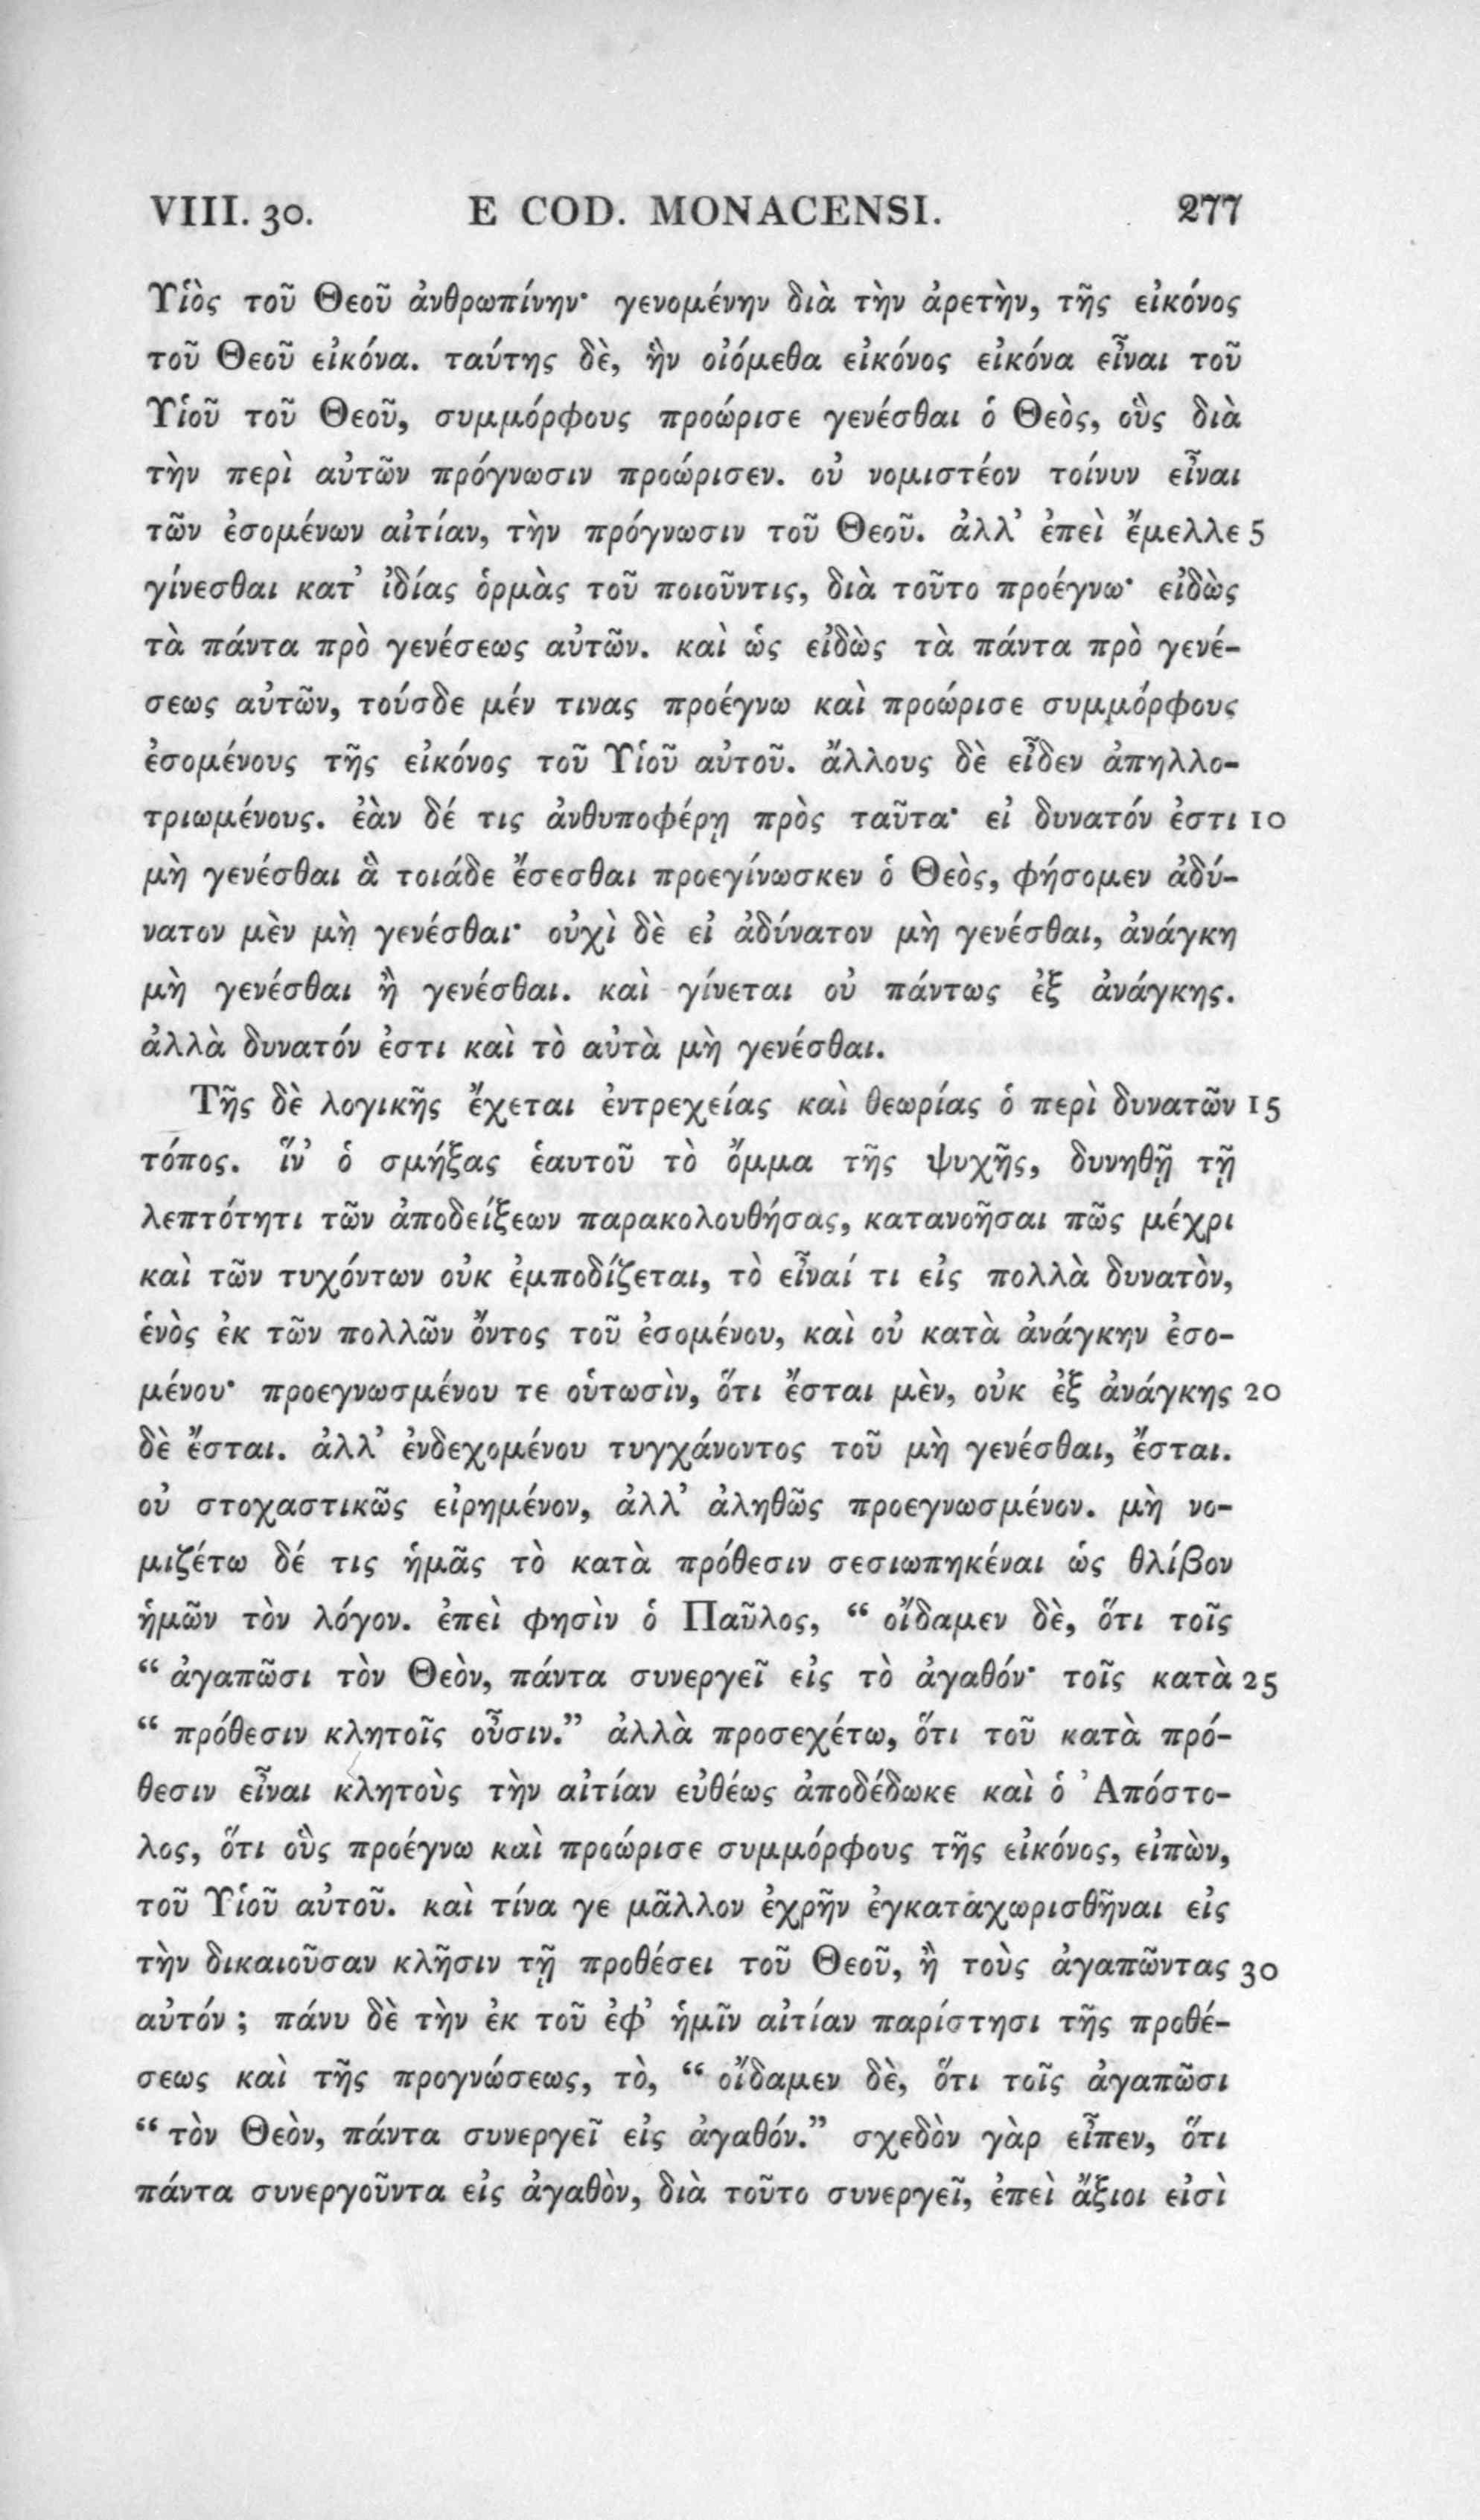 VIII. 30. E COD. MONACENSI. 277
Υἱὸς τοῦ Θεοῦ ἀνθρωπίνην· γενομένην διὰ τὴν ἀρετὴν, τῆς εἰκόνος
τοῦ Θεοῦ εἰκόνα. ταύτης δὲ, ἣν οἰόμεθα εἰκόνος εἰκόνα εἶναι τοῦ
Υἱοῦ τοῦ Θεοῦ, συμμόρφους προώρισε γενέσθαι ὁ Θεὸς, οὓς διὰ
τὴν περὶ αὐτῶν πρόγνωσιν προώρισεν. οὐ νομιστέον τοίνυν εἶναι
τῶν ἐσομένων αἰτίαν, τὴν πρόγνωσιν τοῦ Θεοῦ. ἀλλ’ ἐπεὶ ἔμελλε 5
γίνεσθαι κατ’ ἰδίας ὁρμὰς τοῦ ποιοῦντις, διὰ τοῦτο προέγνω· εἰδὼς
τὰ πάντα πρὸ γενέσεως αὐτῶν. καὶ ὡς εἰδὼς τὰ πάντα πρὸ γενέ-
σεως αὐτῶν, τούσδε μέν τινας προέγνω καὶ προώρισε συμμόρφους
ἐσομένους τῆς εἰκόνος τοῦ Υἱοῦ αὐτοῦ. ἄλλους δὲ εἶδεν ἀπηλλο-
τριωμένους. ἐὰν δέ τις ἀνθυποφέρῃ πρὸς ταῦτα· εἰ δυνατόν ἐστι 10
μὴ γενέσθαι ἃ τοιάδε ἔσεσθαι προεγίνωσκεν ὁ Θεὸς, φήσομεν ἀδύ-
νατον μὲν μὴ γενέσθαι· οὐχὶ δὲ εἰ ἀδύνατον μὴ γενέσθαι, ἀνάγκη
μὴ γενέσθαι ἢ γενέσθαι. καὶ γίνεται οὐ πάντως ἐξ ἀνάγκης.
ἀλλὰ δυνατόν ἐστι καὶ τὸ αὐτὰ μὴ γενέσθαι.
Τῆς δὲ λογικῆς ἔχεται ἐντρεχείας καὶ θεωρίας ὁ περὶ δυνατῶν 15
τόπος. ἵν’ ὁ σμήξας ἑαυτοῦ τὸ ὄμμα τῆς ψυχῆς, δυνηθῇ τῇ
λεπτότητι τῶν ἀποδείξεων παρακολουθήσας, κατανοῆσαι πῶς μέχρι
καὶ τῶν τυχόντων οὐκ ἐμποδίζεται, τὸ εἶναί τι εἰς πολλὰ δυνατὸν,
ἑνὸς ἐκ τῶν πολλῶν ὄντος τοῦ ἐσομένου, καὶ οὐ κατὰ ἀνάγκην ἐσο-
μένου· προεγνωσμένου τε οὑτωσὶν, ὅτι ἔσται μὲν, οὐκ ἐξ ἀνάγκης 20
δὲ ἔσται. ἀλλ’ ἐνδεχομένου τυγχάνοντος τοῦ μὴ γενέσθαι, ἔσται.
οὐ στοχαστικῶς εἰρημένον, ἀλλ’ ἀληθῶς προεγνωσμένον. μὴ νο-
μιζέτω δέ τις ἡμᾶς τὸ κατὰ πρόθεσιν σεσιωπηκέναι ὡς θλίβον
ἡμῶν τὸν λόγον. ἐπεὶ φησὶν ὁ Παῦλος, “ οἴδαμεν δὲ, ὅτι τοῖς
“ ἀγαπῶσι τὸν Θεὸν, πάντα συνεργεῖ εἰς τὸ ἀγαθόν· τοῖς κατὰ 25
“ πρόθεσιν κλητοῖς οὖσιν.” ἀλλὰ προσεχέτω, ὅτι τοῦ κατὰ πρό-
θεσιν εἶναι κλητοὺς τὴν αἰτίαν εὐθέως ἀποδέδωκε καὶ ὁ Ἀπόστο-
λος, ὅτι οὓς προέγνω καὶ προώρισε συμμόρφους τῆς εἰκόνος, εἰπὼν,
τοῦ Υἱοῦ αὐτοῦ. καὶ τίνα γε μᾶλλον ἐχρῆν ἐγκαταχωρισθῆναι εἰς
τὴν δικαιοῦσαν κλῆσιν τῇ προθέσει τοῦ Θεοῦ, ἢ τοὺς ἀγαπῶντας 30
αὐτόν ; πάνυ δὲ τὴν ἐκ τοῦ ἐφ’ ἡμῖν αἰτίαν παρίστησι τῆς προθέ-
σεως καὶ τῆς προγνώσεως, τὸ, “ οἴδαμεν δὲ, ὅτι τοῖς ἀγαπῶσι
“ τὸν Θεὸν, πάντα συνεργεῖ εἰς ἀγαθόν.” σχεδὸν γὰρ εἶπεν, ὅτι
πάντα συνεργοῦντα εἰς ἀγαθὸν, διὰ τοῦτο συνεργεῖ, ἐπεὶ ἄξιοι εἰσὶ